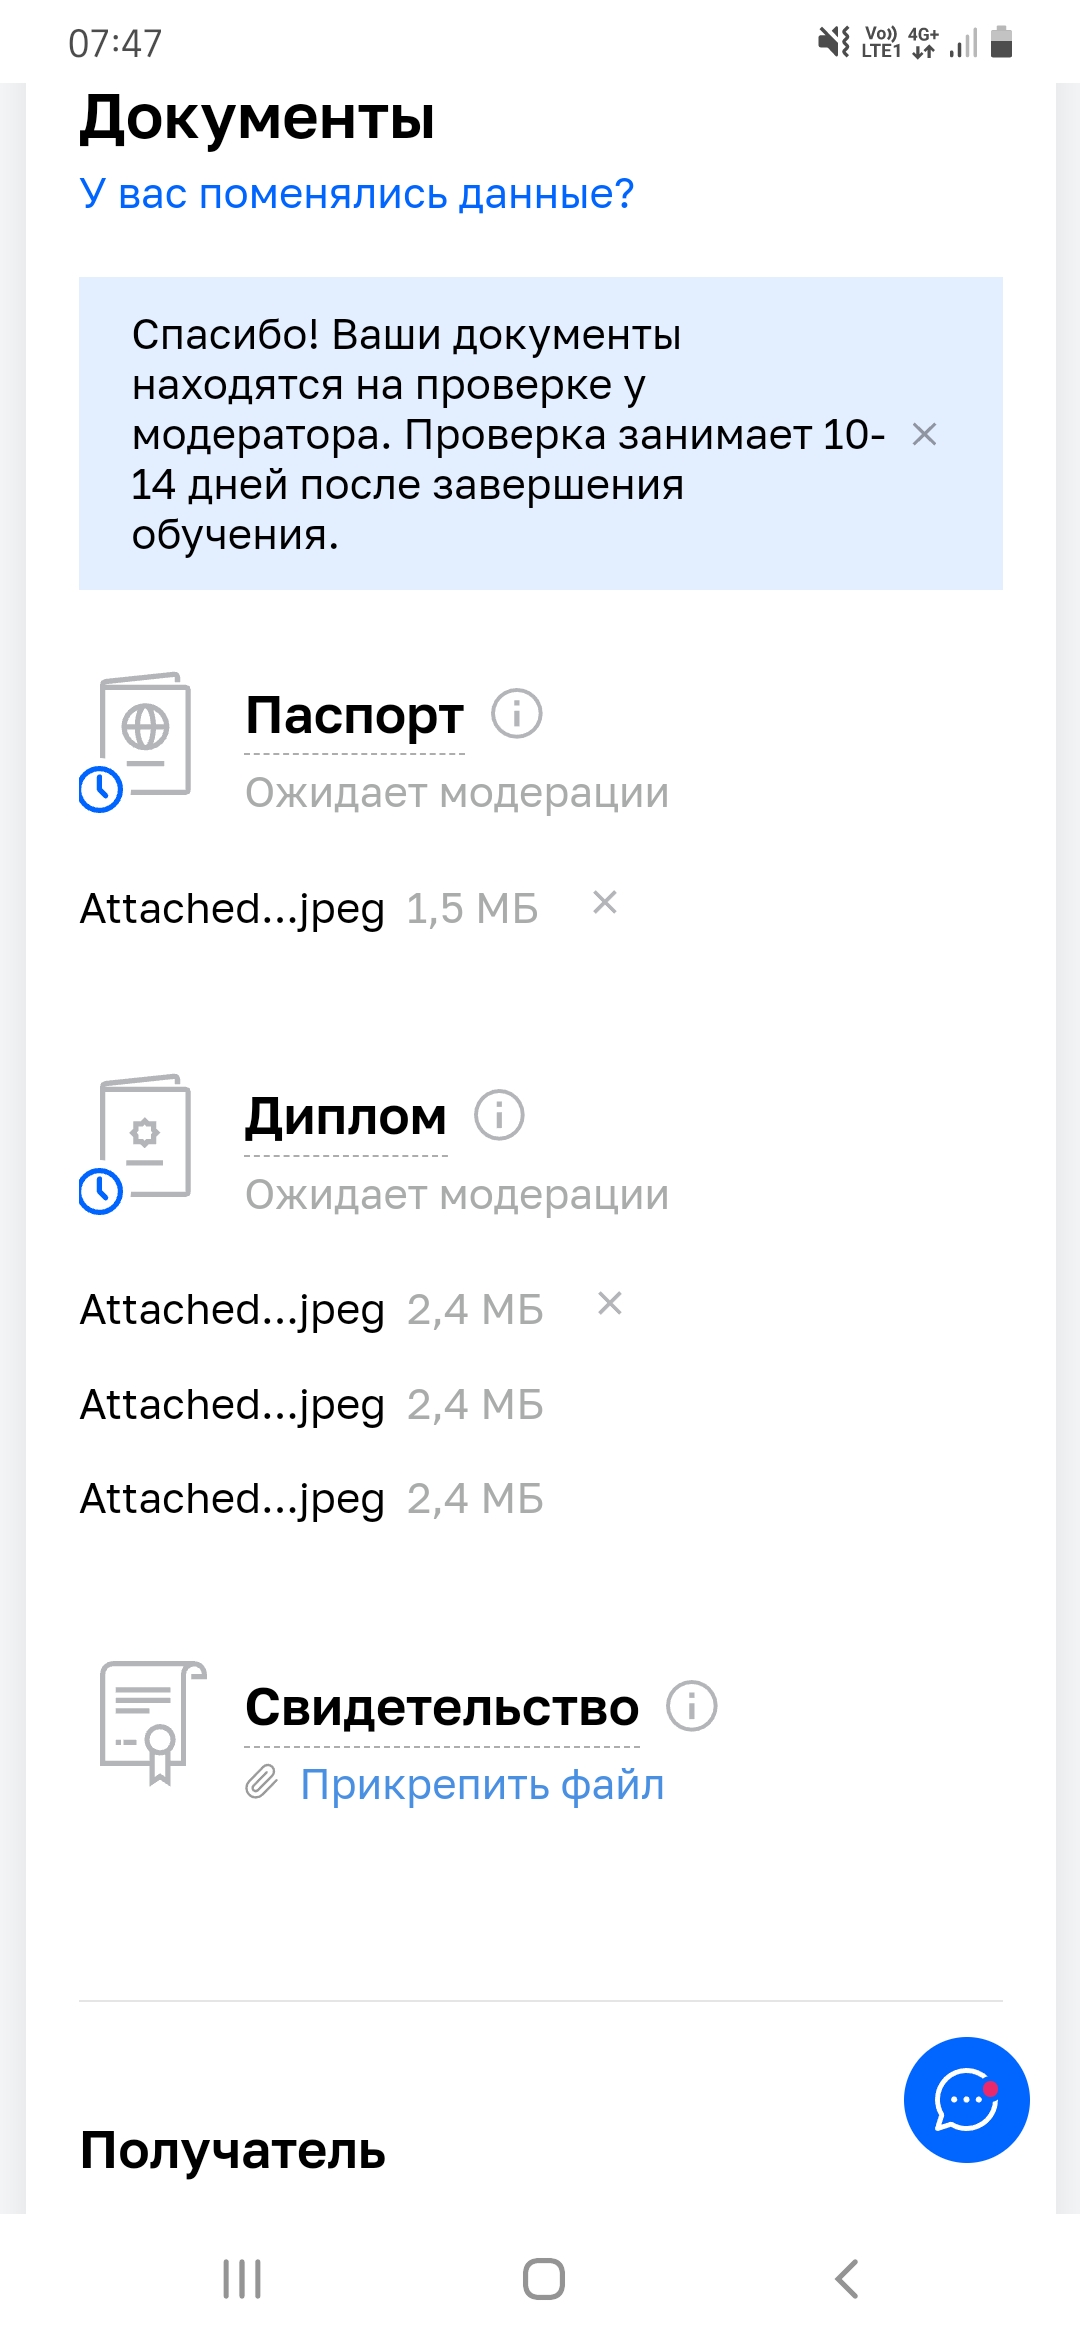 07:47
Vo)) LTE1 4G+
Документы
У вас поменялись данные?
Спасибо! Ваши документы
находятся на проверке у
модератора. Проверка занимает 10-
14 дней после завершения
обучения.
Паспорт
Ожидает модерации
Attached...jpeg 1,5 МБ
Диплом
Ожидает модерации
Attached...jpeg 2,4 МБ
Attached...jpeg 2,4 МБ
Attached...jpeg 2,4 МБ
Свидетельство
Прикрепить файл
Получатель